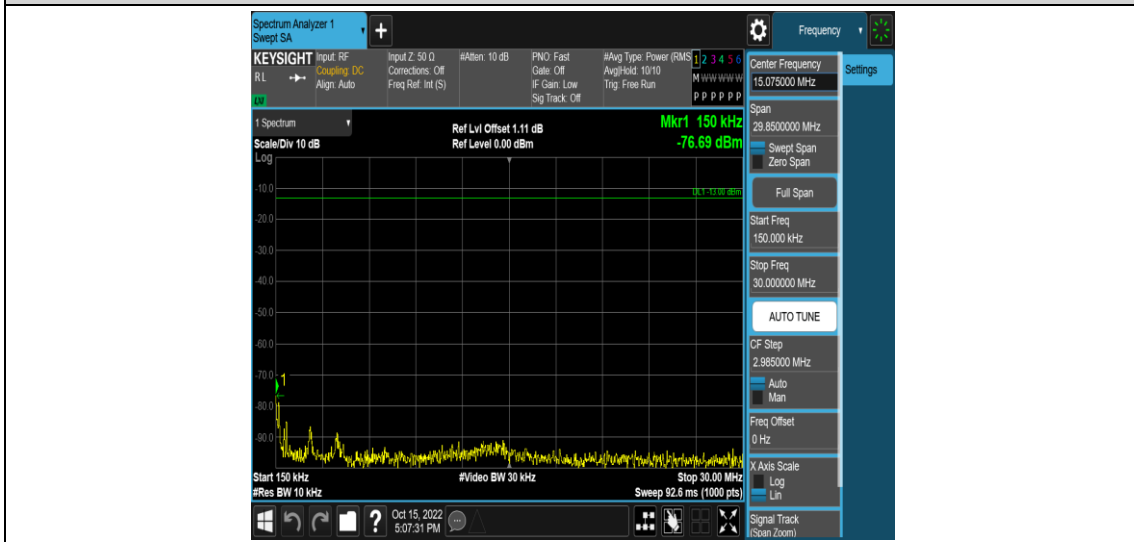 Spectrum Analyzer 1
Swept SA
+
Frequency
KEYSIGHT
RL
LXI
Input: RF
Coupling: DC
Align: Auto
Input Z: 50 Ω
Corrections: Off
Freq Ref: Int (S)
#Atten: 10 dB
PNO: Fast
Gate: Off
IF Gain: Low
Sig Track: Off
#Avg Type: Power (RMS
Avg|Hold: 10/10
Trig: Free Run
1 2 3 4 5 6
M W W W W W
P P P P P P
1 Spectrum
Scale/Div 10 dB
Log
Ref Lvl Offset 1.11 dB
Ref Level 0.00 dBm
Mkr1 150 kHz
-76.69 dBm
DL1 -13.00 dBm
-10.0
-20.0
-30.0
-40.0
-50.0
-60.0
-70.0
1
-80.0
-90.0
Start 150 kHz
#Video BW 30 kHz
Stop 30.00 MHz
#Res BW 10 kHz
Sweep 92.6 ms (1000 pts)
?
Oct 15, 2022
5:07:31 PM
Center Frequency
15.075000 MHz
Settings
Span
29.8500000 MHz
Swept Span
Zero Span
Full Span
Start Freq
150.000 kHz
Stop Freq
30.000000 MHz
AUTO TUNE
CF Step
2.985000 MHz
Auto
Man
Freq Offset
0 Hz
X Axis Scale
Log
Lin
Signal Track
(Span Zoom)